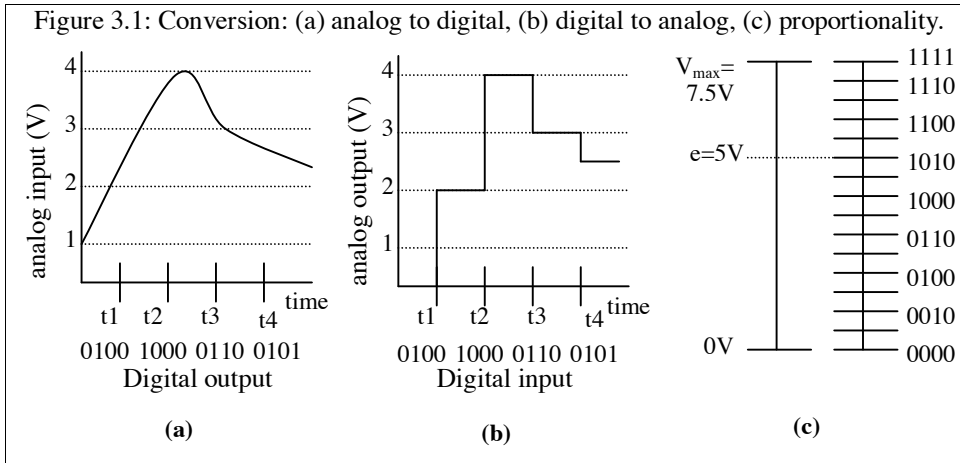 Figure 3.1: Conversion: (a) analog to digital, (b) digital to analog, (c) proportionality.
analog input (V)
4
3
2
1
t1 t2 t3 t4 time
0100 1000 0110 0101
Digital output
(a)
analog output (V)
4
3
2
1
t1 t2 t3 t4 time
0100 1000 0110 0101
Digital input
(b)
Vmax=
7.5V
e=5V
0V
1111
1110
1100
1010
1000
0110
0100
0010
0000
(c)